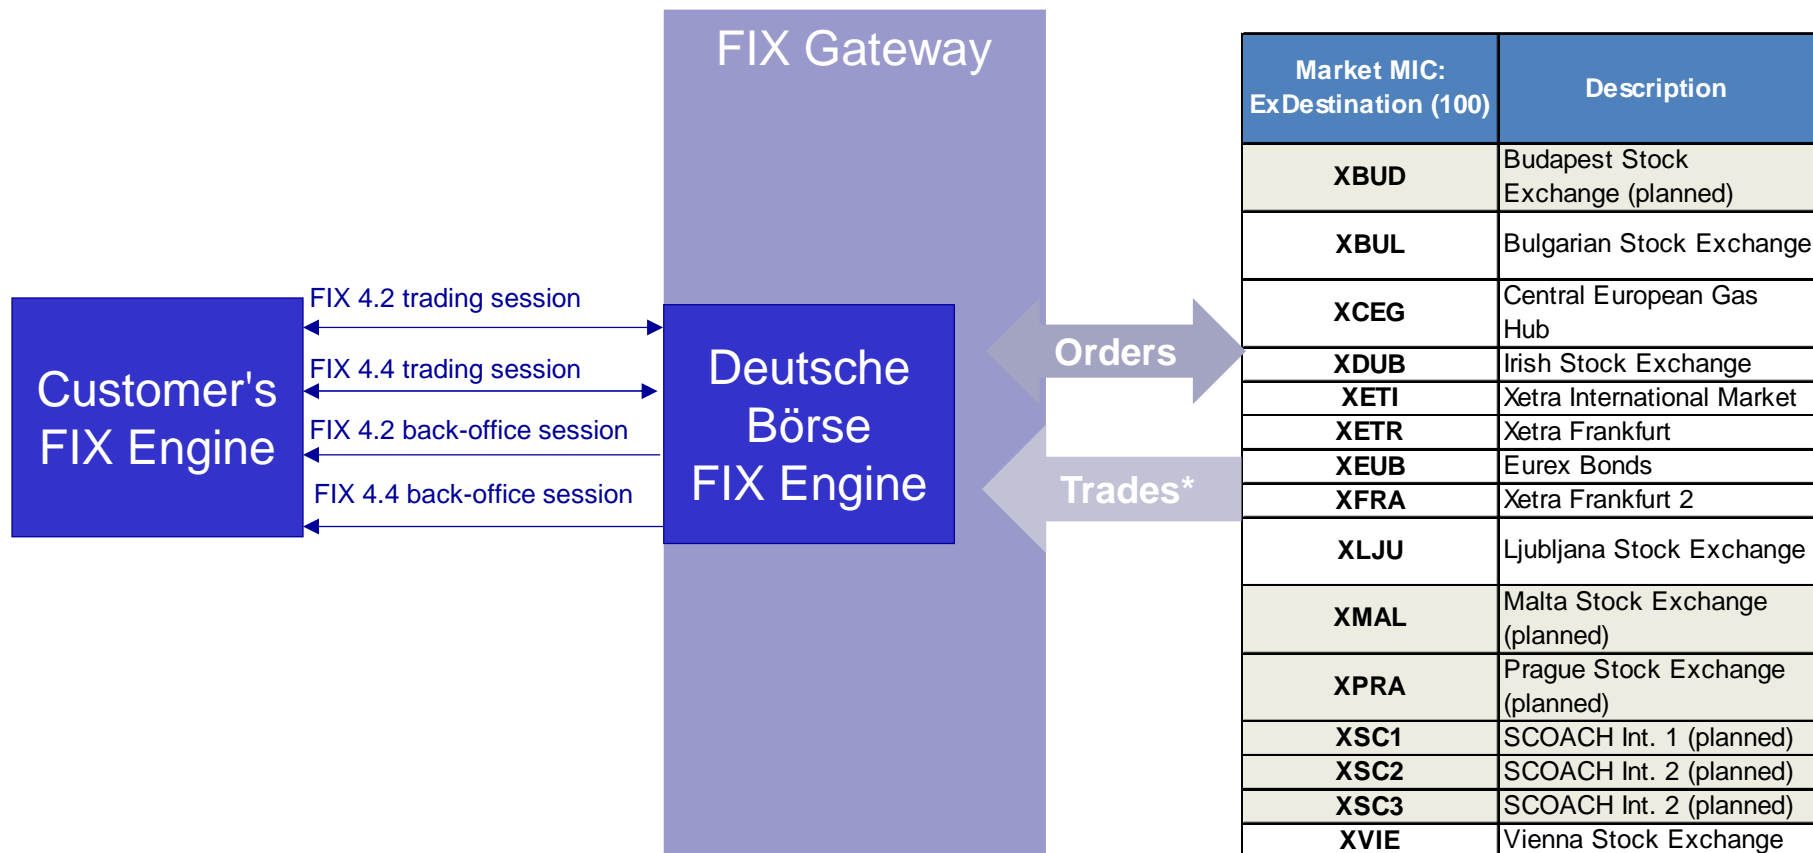 FIX Gateway
Customer's
FIX Engine
FIX 4.2 trading session
FIX 4.4 trading session
FIX 4.2 back-office session
FIX 4.4 back-office session
Deutsche
Börse
FIX Engine
Orders
Trades*
Market MIC:
ExDestination (100)
Description
XBUD
Budapest Stock
Exchange (planned)
XBUL
Bulgarian Stock Exchange
XCEG
Central European Gas
Hub
XDUB
Irish Stock Exchange
XETI
Xetra International Market
XETR
Xetra Frankfurt
XEUB
Eurex Bonds
XFRA
Xetra Frankfurt 2
XLJU
Ljubljana Stock Exchange
XMAL
Malta Stock Exchange
(planned)
XPRA
Prague Stock Exchange
(planned)
XSC1
SCOACH Int. 1 (planned)
XSC2
SCOACH Int. 2 (planned)
XSC3
SCOACH Int. 2 (planned)
XVIE
Vienna Stock Exchange